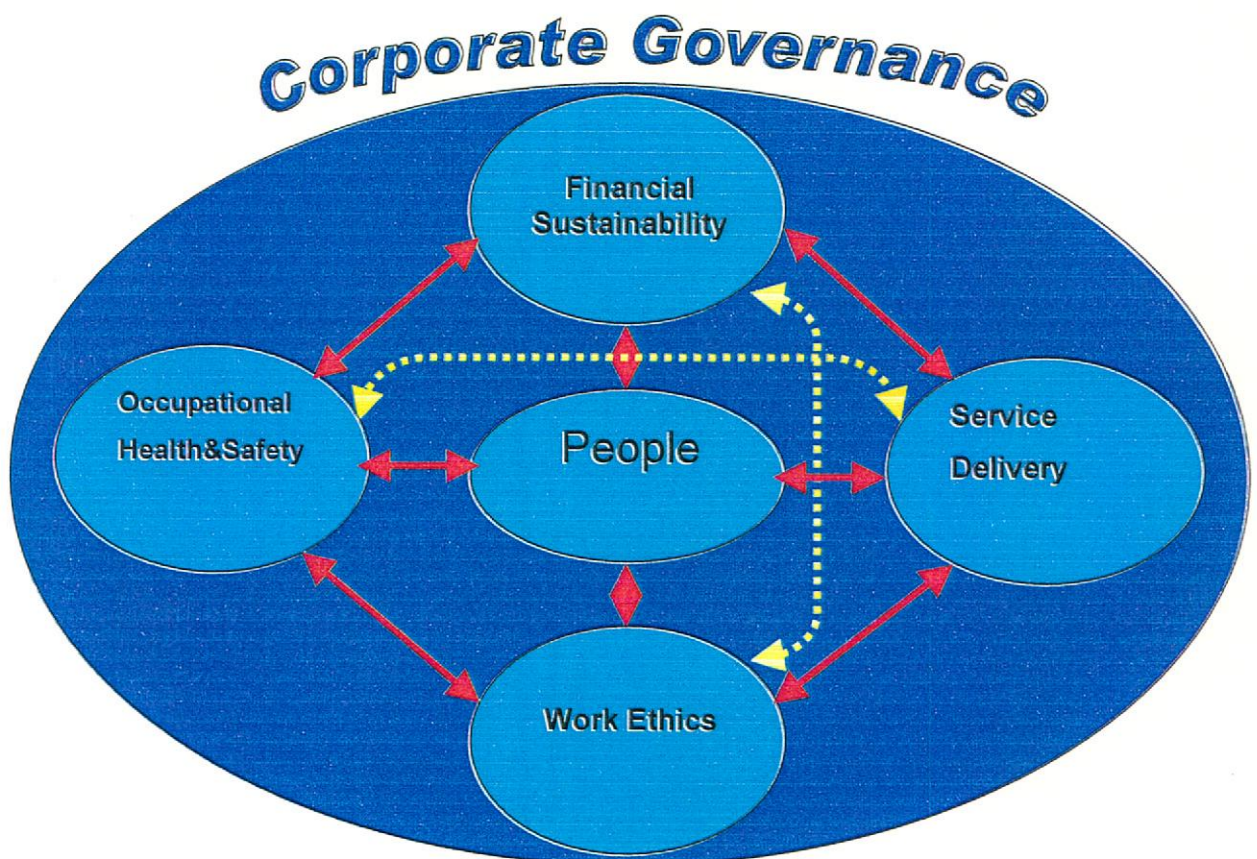 Corporate Governance
Financial
Sustainability
Occupational
Health&Safety
People
Service
Delivery
Work Ethics